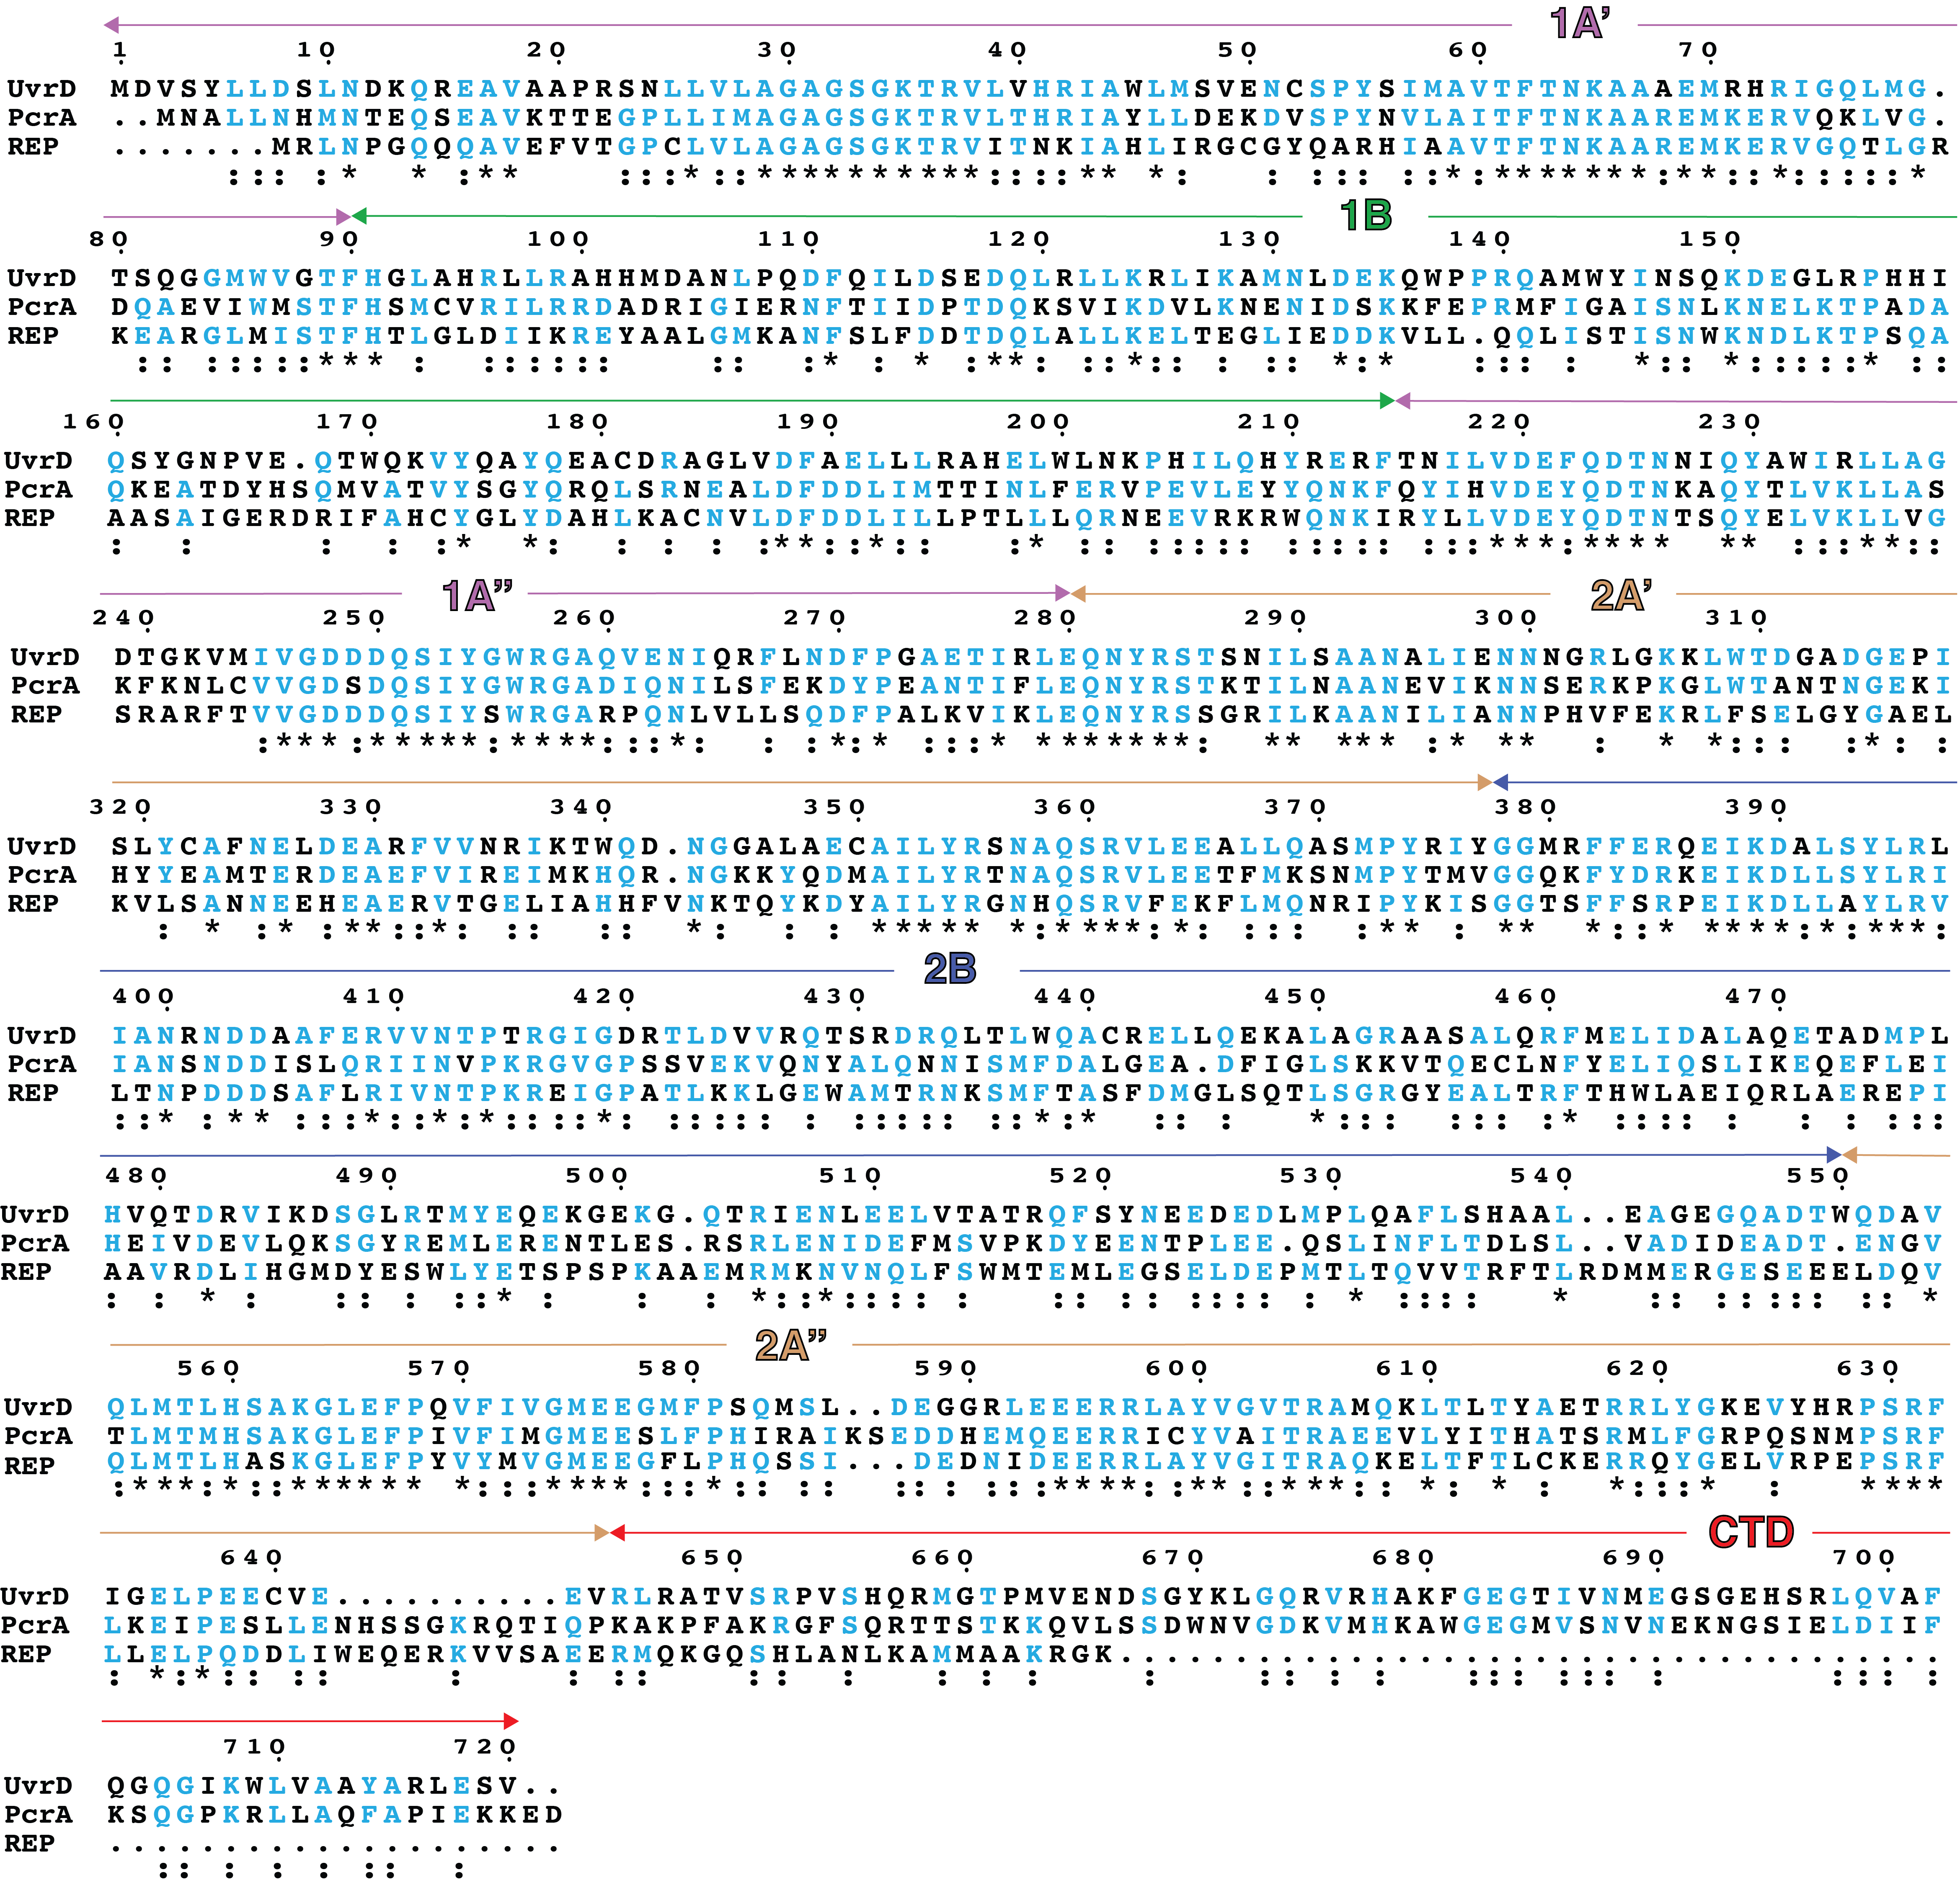 1A’
1 10 20 30 40 50 60 70
UvrD MDVSYLLDSLNDKQREAVAAPRSNLLVLAGAGSGKTRVLVHRIAWLMSVENCSPYSIMAVTFTNKAAAEMRHRIGQLMG.
PcrA ..MNALLNHMNTEQSEAVKTTEGPLLIMAGAGSGKTRVLTHRIAYLLDEKDVSPYNVLAITFTNKAAREMKERVQKLVG.
REP .......MRLNPGQQQAVEFVTGPCLVLAGAGSGKTRVITNKIAHLIRGCGYQARHIAAVTFTNKAAREMKERVGQTLGR
1B
80 90 100 110 120 130 140 150
UvrD TSQGGMWVGTFHGLAHRLLRAHHMDANLPQDFQILDSEDQLRLLKRLIKAMNLDEKQWPPRQAMWYINSQKDEGLRPHHI
PcrA DQAEVIWMSTFHSMCVRILRRDADRIGIERNFTIIDPTDQKSVIKDVLKNENIDSKKFEPRMFIGAISNLKNELKTPADA
REP KEARGLMISTFHTLGLDIIKREYAALGMKANFSLFDDTDQLALLKELTEGLIEDDKVLL.QQLISTISNWKNDLKTPSQA
160 170 180 190 200 210 220 230
UvrD QSYGNPVE.QTWQKVYQAYQEACDRAGLVDFAELLLRAHELWLNKPHILQHYRERFTNILVDEFQDTNNIQYAWIRLLAG
PcrA QKEATDYHSQMVATVYSGYQRQLSRNEALDFDDLIMTTINLFERVPEVLEYYQNKFQYIHVDEYQDTNKAQYTLVKLLAS
REP AASAIGERDRIFAHCYGLYDAHLKACNVLDFDDLILLPTLLLQRNEEVRKRWQNKIRYLLVDEYQDTNTSQYELVKLLVG
1A” 2A’
240 250 260 270 280 290 300 310
UvrD DTGKVMIVGDDDQSIYGWRGAQVENIQRFLNDFPGAETIRLEQNYRSTSNILSAANALIENNNGRLGKKLWTDGADGEPI
PcrA KFKNLCVVGDSDQSIYGWRGADIQNILSFEKDYPEANTIFLEQNYRSTKTILNAANEVIKNNSERKPKGLWTANTNGEKI
REP SRARFTVVGDDDQSIYSWRGARPQNLVLLSQDFPALKVIKLEQNYRSSGRILKAANILIANNPHVFEKRLFSELGYGAEL
320 330 340 350 360 370 380 390
UvrD SLYCAFNELDEARFVVNRIKTWQD.NGGALAECAILYRSNAQSRVLEEALLQASMPYRIYGGMRFFERQEIKDALSYLRL
PcrA HYYEAMTERDEAEFVIREIMKHQR.NGKKYQDMAILYRTNAQSRVLEETFMKSNMPYTMVGGQKFYDRKEIKDLLSYLRI
REP KVLSANNEEHEAERVTGELIAHHFVNKTQYKDYAILYRGNHQSRVFEKFLMQNRIPYKISGGTSFFSRPEIKDLLAYLRV
2B
400 410 420 430 440 450 460 470
UvrD IANRNDDAAFERVVNTPTRGIGDRTLDVVRQTSRDRQLTLWQACRELLQEKALAGRAASALQRFMELIDALAQETADMPL
PcrA IANSNDDISLQRIINVPKRGVGPSSVEKVQNYALQNNISMFDALGEA.DFIGLSKKVTQECLNFYELIQSLIKEQEFLEI
REP LTNPDDDSAFLRIVNTPKREIGPATLKKLGEWAMTRNKSMFTASFDMGLSQTLSGRGYEALTRFTHWLAEIQRLAEREPI
480 490 500 510 520 530 540 550
UvrD HVQTDRVIKDSGLRTMYEQEKGEKG.QTRIENLEELVTATRQFSYNEEDEDLMPLQAFLSHAAL..EAGEGQADTWQDAV
PcrA HEIVDEVLQKSGYREMLERENTLES.RSRLENIDEFMSVPKDYEENTPLEE.QSLINFLTDLSL..VADIDEADT.ENGV
REP AAVRDLIHGMDYESWLYETSPSPKAAEMRMKNVNQLFSWMTEMLEGSELDEPMTLTQVVTRFTLRDMMERGESEEELDQV
2A”
560 570 580 590 600 610 620 630
UvrD QLMTLHSAKGLEFPQVFIVGMEEGMFPSQMSL..DEGGRLEEERRLAYVGVTRAMQKLTLTYAETRRLYGKEVYHRPSRF
PcrA TLMTMHSAKGLEFPIVFIMGMEESLFPHIRAIKSEDDHEMQEERRICYVAITRAEEVLYITHATSRMLFGRPQSNMPSRF
REP QLMTLHASKGLEFPYVYMVGMEEGFLPHQSSI...DEDNIDEERRLAYVGITRAQKELTFTLCKERRQYGELVRPEPSRF
CTD
640 650 660 670 680 690 700
UvrD IGELPEECVE..........EVRLRATVSRPVSHQRMGTPMVENDSGYKLGQRVRHAKFGEGTIVNMEGSGEHSRLQVAF
PcrA LKEIPESLLENHSSGKRQTIQPKAKPFAKRGFSQRTTSTKKQVLSSDWNVGDKVMHKAWGEGMVSNVNEKNGSIELDIIF
REP LLELPQDDLIWEQERKVVSAEERMQKGQSHLANLKAMMAAKRGK....................................
710 720
UvrD QGQGIKWLVAAYARLESV..
PcrA KSQGPKRLLAQFAPIEKKED
REP ....................